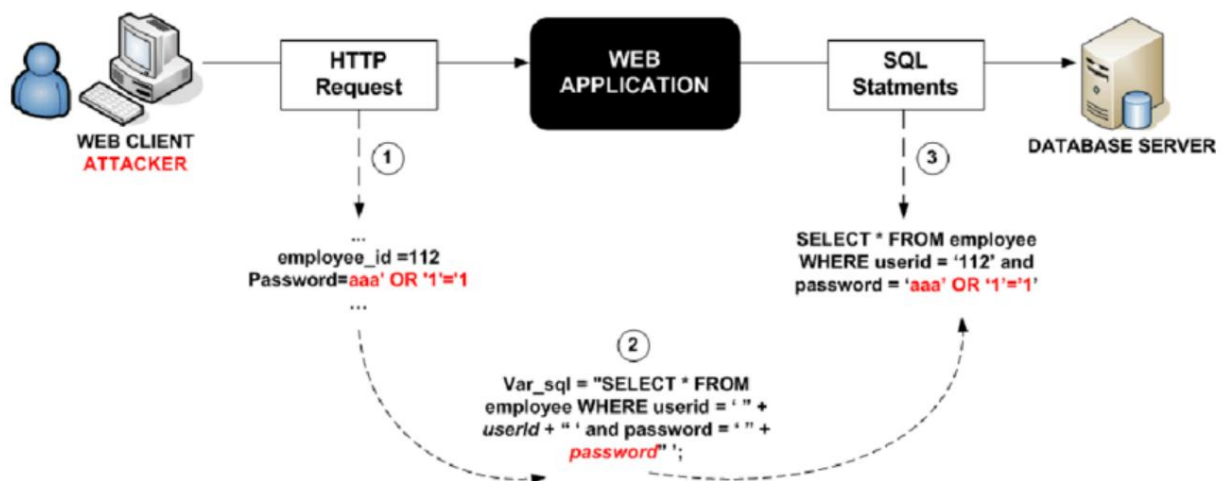 HTTP
Request
WEB
APPLICATION
SQL
Statments
WEB CLIENT
ATTACKER
DATABASE SERVER
1
3
...
employee_id =112
Password=aaa' OR '1'='1
...
SELECT * FROM employee
WHERE userid = ‘112’ and
password = ‘aaa’ OR ‘1’=’1’
2
Var_sql = "SELECT * FROM
employee WHERE userid = ‘ ” +
userId + “ ‘ and password = ‘ ” +
password” ‘;